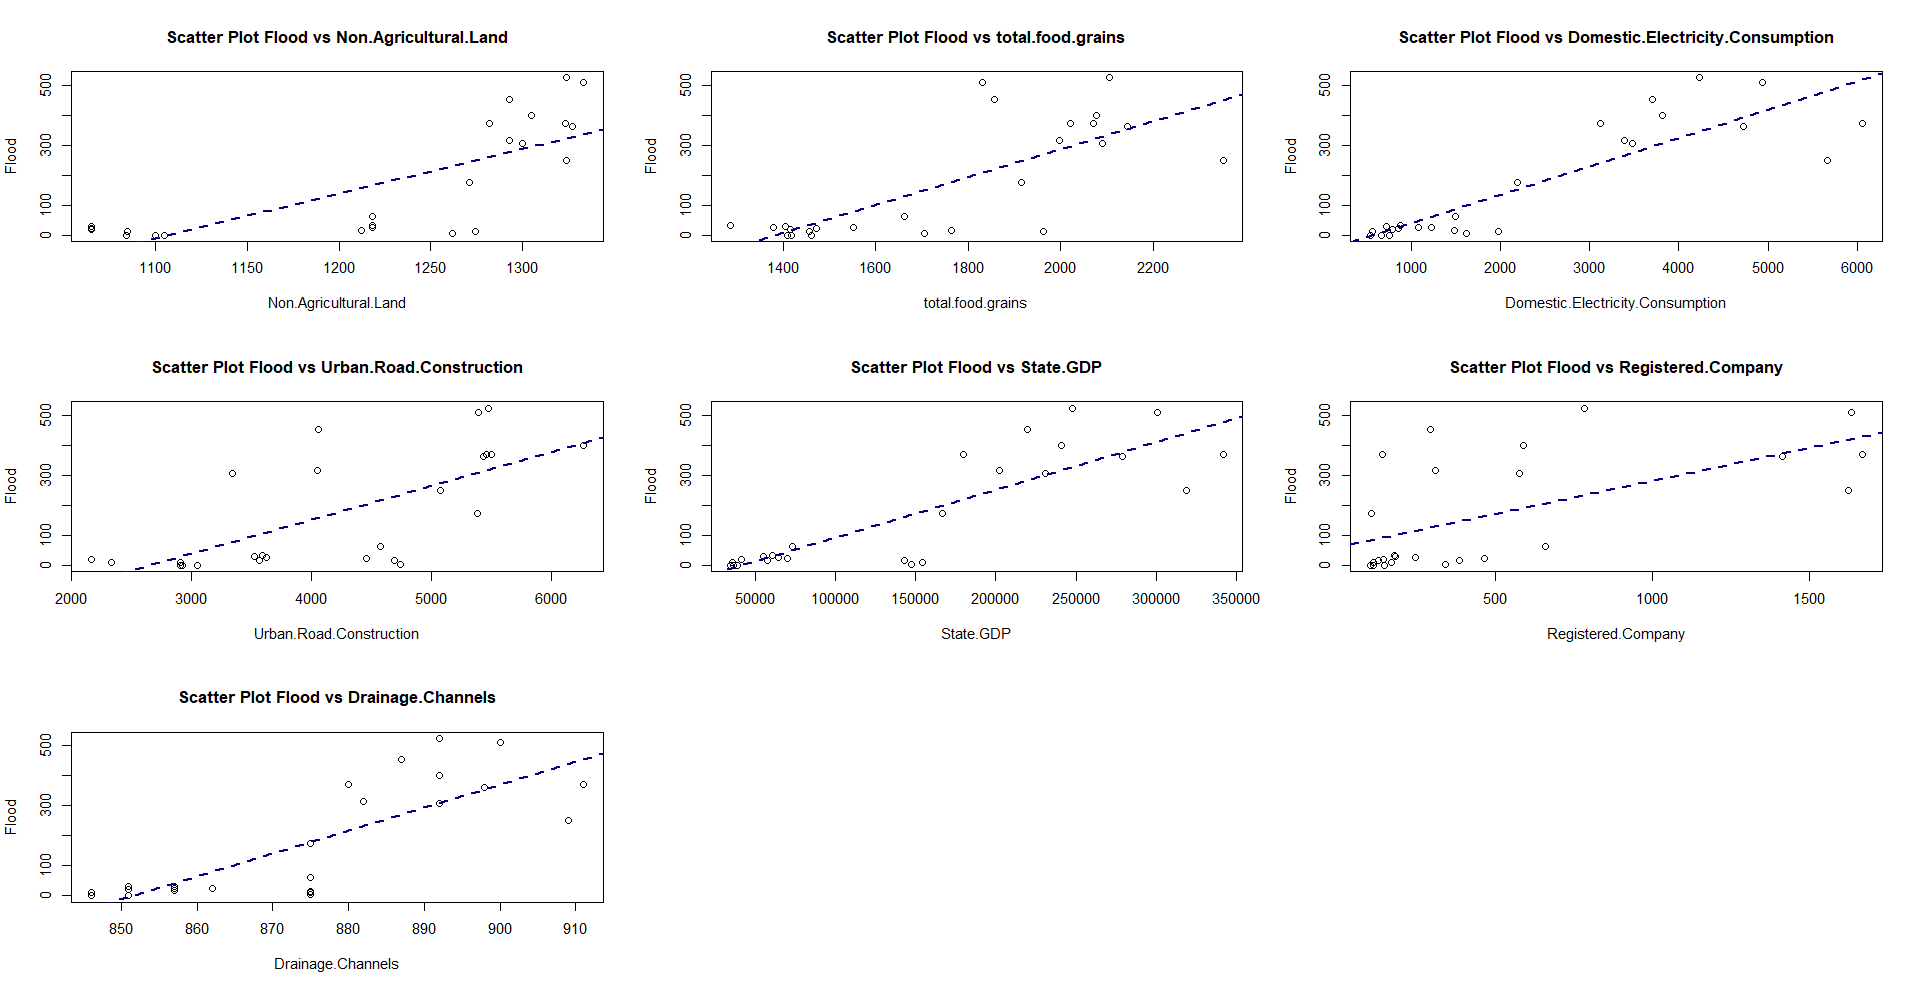 Scatter Plot Flood vs Non.Agricultural.Land
Flood
0 100 300 500
1100 1150 1200 1250 1300
Non.Agricultural.Land
Scatter Plot Flood vs total.food.grains
Flood
0 100 300 500
1400 1600 1800 2000 2200
total.food.grains
Scatter Plot Flood vs Domestic.Electricity.Consumption
Flood
0 100 300 500
1000 2000 3000 4000 5000 6000
Domestic.Electricity.Consumption
Scatter Plot Flood vs Urban.Road.Construction
Flood
0 100 300 500
2000 3000 4000 5000 6000
Urban.Road.Construction
Scatter Plot Flood vs State.GDP
Flood
0 100 300 500
50000 100000 150000 200000 250000 300000 350000
State.GDP
Scatter Plot Flood vs Registered.Company
Flood
0 100 300 500
500 1000 1500
Registered.Company
Scatter Plot Flood vs Drainage.Channels
Flood
0 100 300 500
850 860 870 880 890 900 910
Drainage.Channels